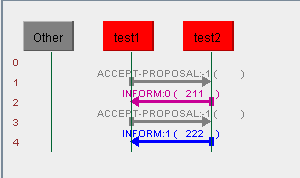 Other test1 test2
0
ACCEPT-PROPOSAL:-1 ( )
1
INFORM:0 ( 211 )
2
ACCEPT-PROPOSAL:-1 ( )
3
INFORM:1 ( 222 )
4